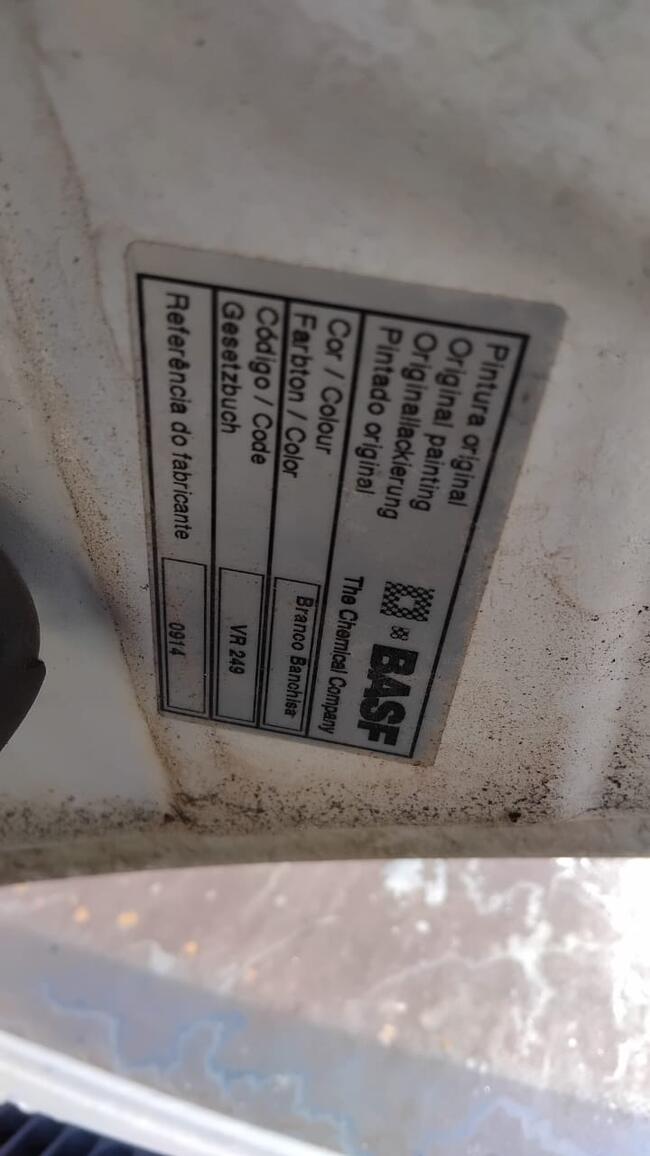 Pintura original
Original painting
Originallackierung
Pintado original
BASF
The Chemical Company
Cor / Colour
Farbton / Color
Branco Banchisa
Código / Code
Gesetzbuch
VR 249
Referência do fabricante
0914